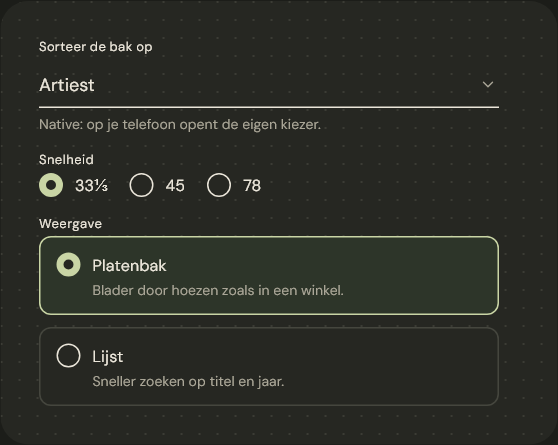 Sorteer de bak op
Artiest
Native: op je telefoon opent de eigen kiezer.
Snelheid
33⅓ 45 78
Weergave
Platenbak
Blader door hoezen zoals in een winkel.
Lijst
Sneller zoeken op titel en jaar.